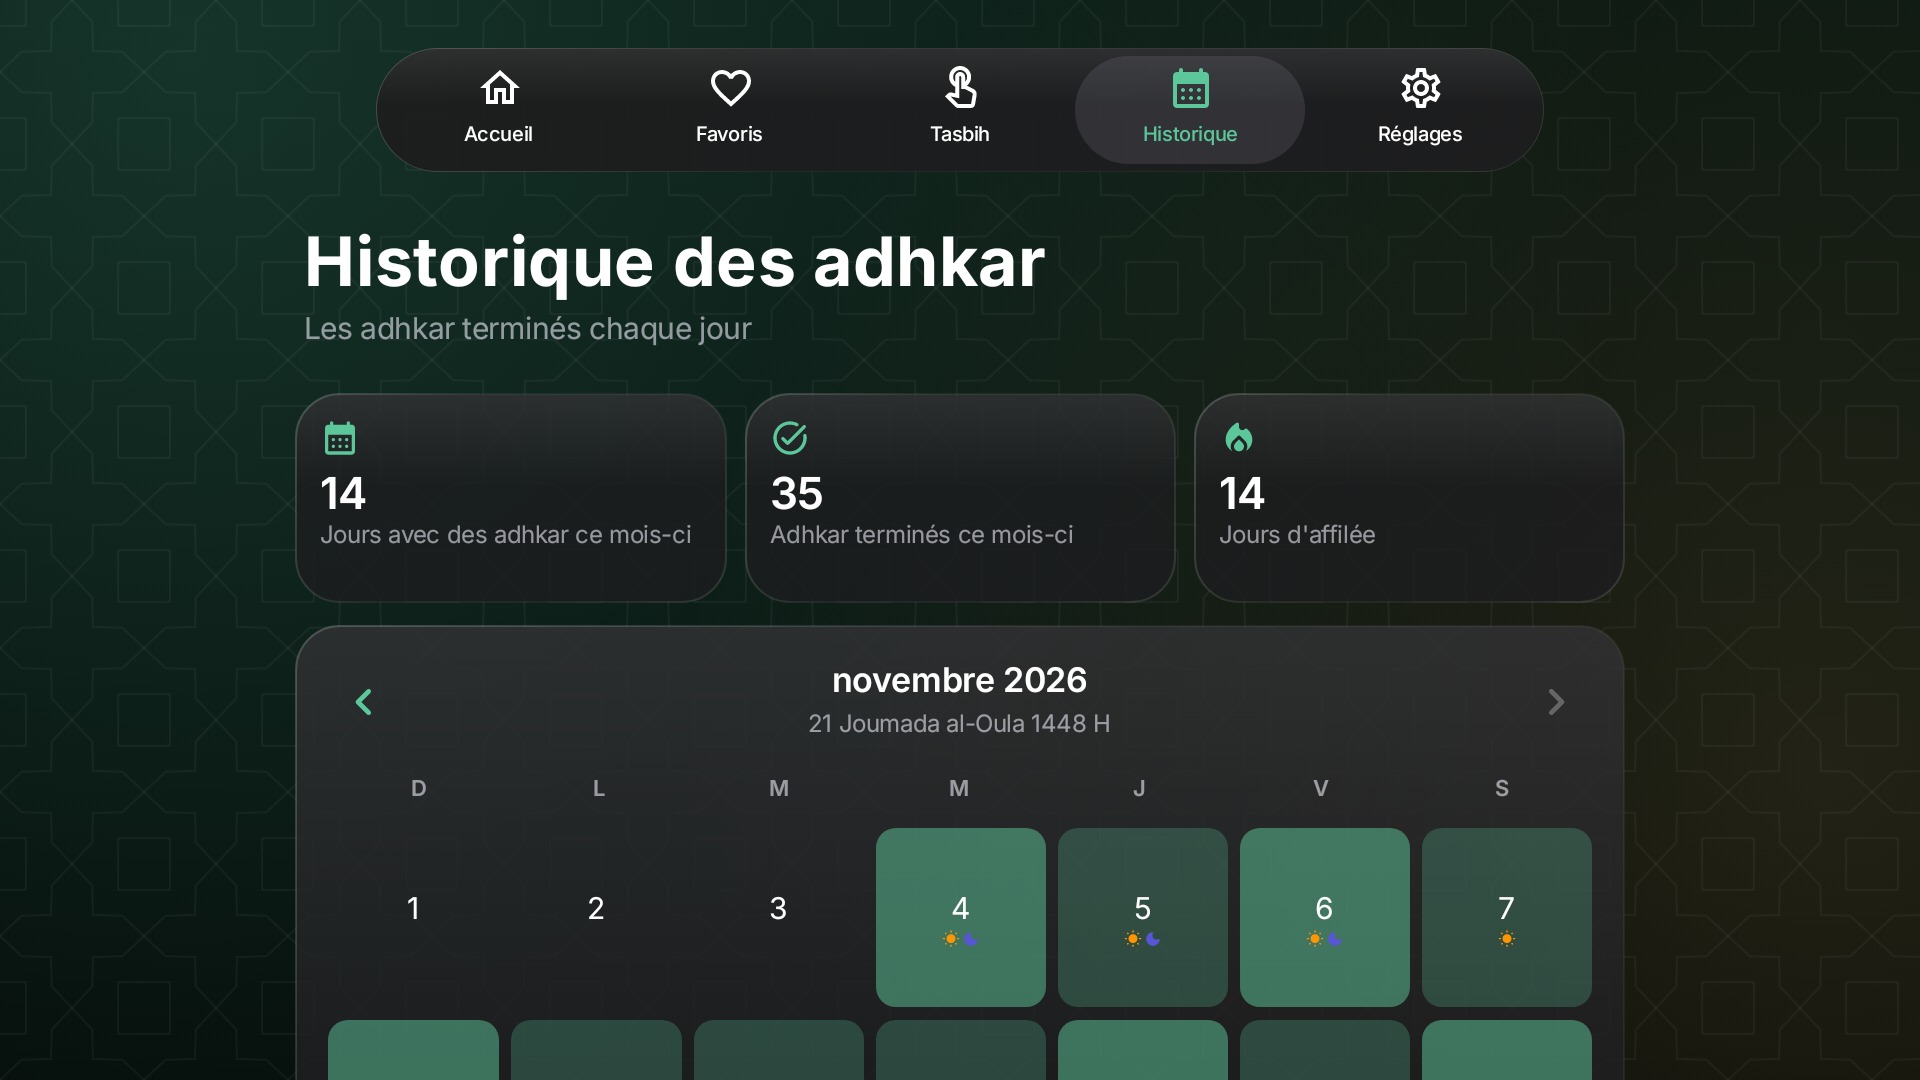 Accueil
Favoris
Tasbih
Historique
Réglages
Historique des adhkar
Les adhkar terminés chaque jour
14
Jours avec des adhkar ce mois-ci
35
Adhkar terminés ce mois-ci
14
Jours d'affilée
novembre 2026
21 Joumada al-Oula 1448 H
D L M M J V S
1 2 3 4 5 6 7